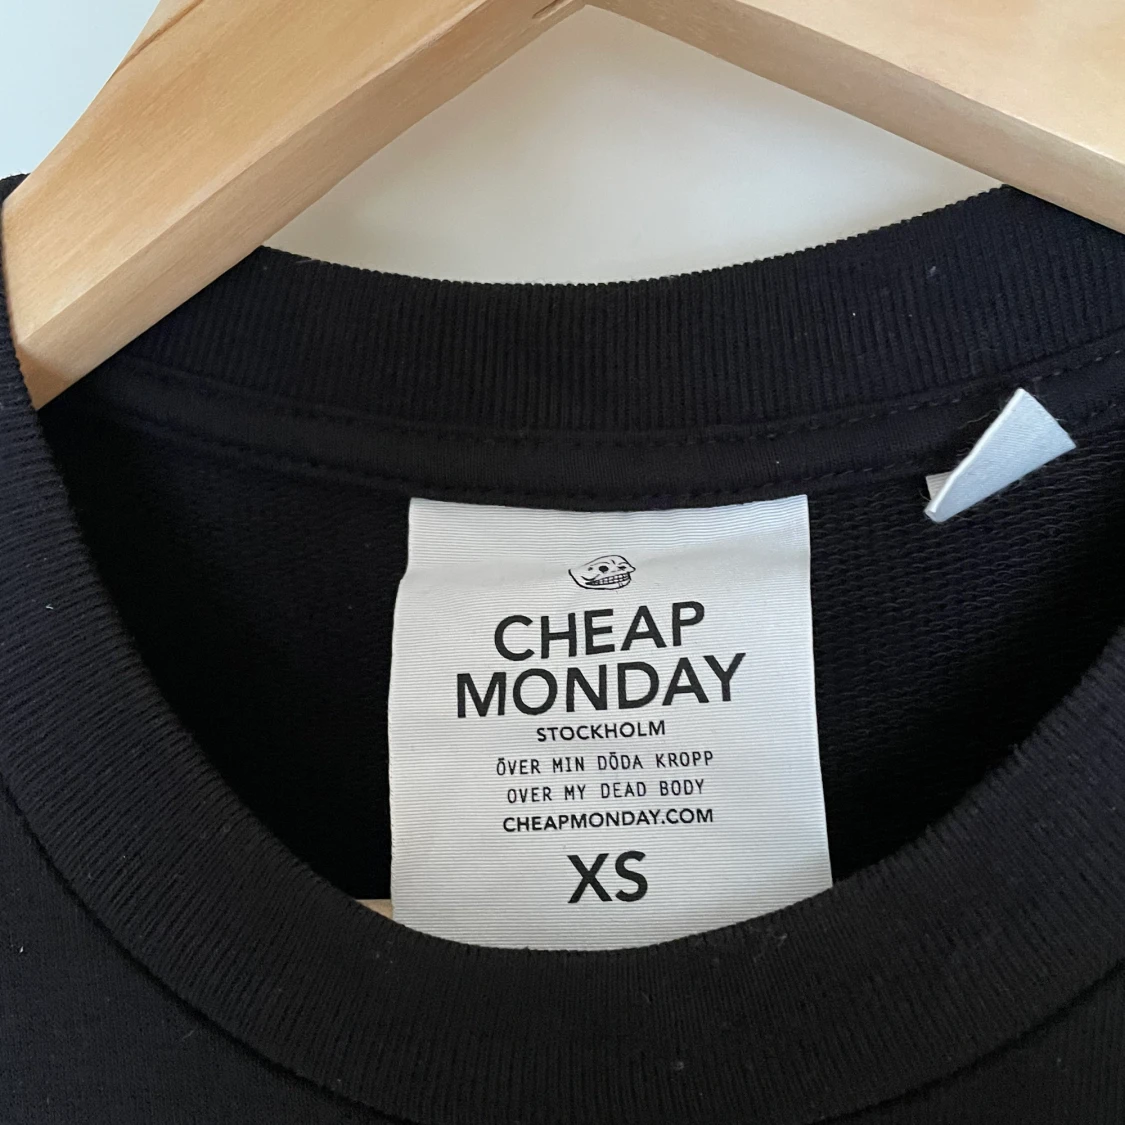 CHEAP
MONDAY
STOCKHOLM
ÖVER MIN DÖDA KROPP
OVER MY DEAD BODY
CHEAPMONDAY.COM
XS